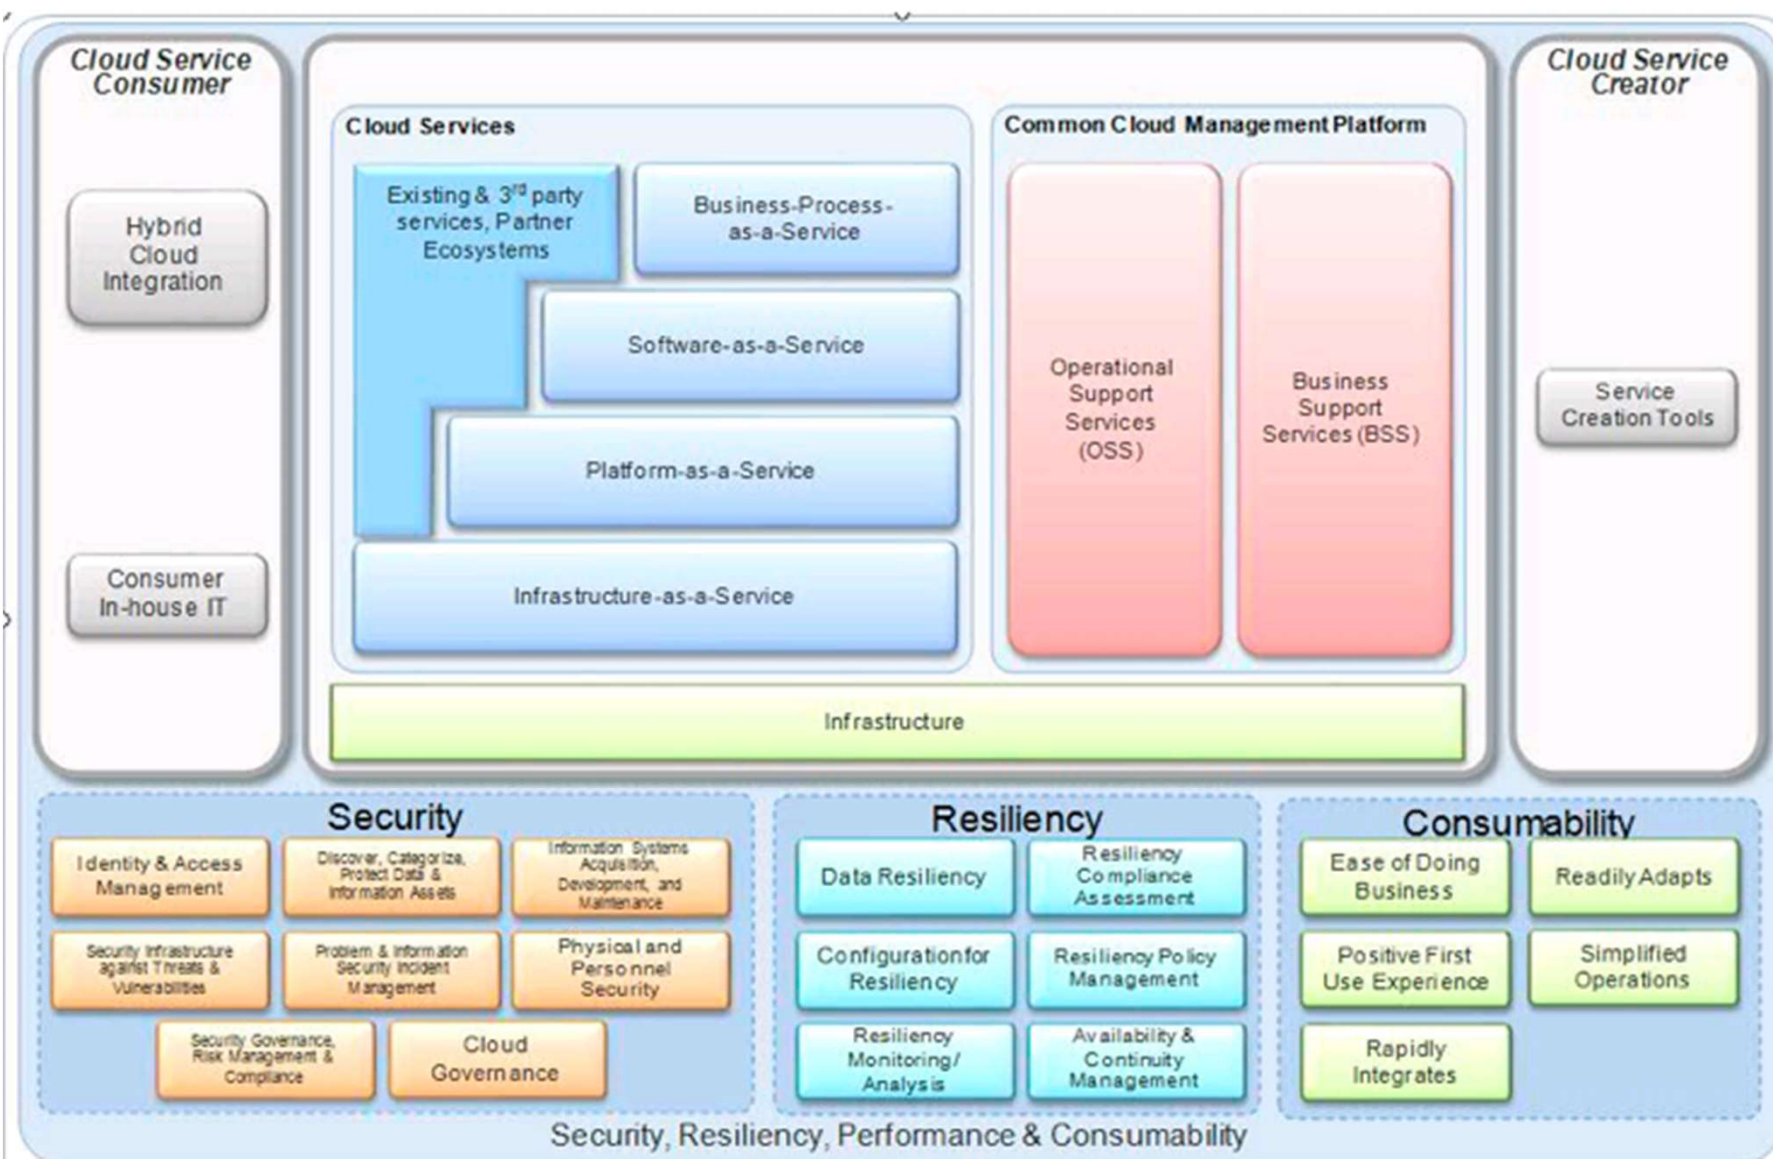 Cloud Service
Consumer
Hybrid
Cloud
Integration
Consumer
In-house IT
Cloud Services
Existing & 3rd party
services, Partner
Ecosystems
Business-Process-
as-a-Service
Software-as-a-Service
Platform-as-a-Service
Infrastructure-as-a-Service
Common Cloud Management Platform
Operational
Support
Services
(OSS)
Business
Support
Services (BSS)
Infrastructure
Cloud Service
Creator
Service
Creation Tools
Security
Identity & Access
Management
Discover, Categorize,
Protect Data &
Information Assets
Information Systems
Acquisition,
Development, and
Maintenance
Security Infrastructure
against Threats &
Vulnerabilities
Problem & Information
Security Incident
Management
Physical and
Personnel
Security
Security Governance,
Risk Management &
Compliance
Cloud
Governance
Resiliency
Data Resiliency
Resiliency
Compliance
Assessment
Configuration for
Resiliency
Resiliency Policy
Management
Resiliency
Monitoring/
Analysis
Availability &
Continuity
Management
Consumability
Ease of Doing
Business
Readily Adapts
Positive First
Use Experience
Simplified
Operations
Rapidly
Integrates
Security, Resiliency, Performance & Consumability